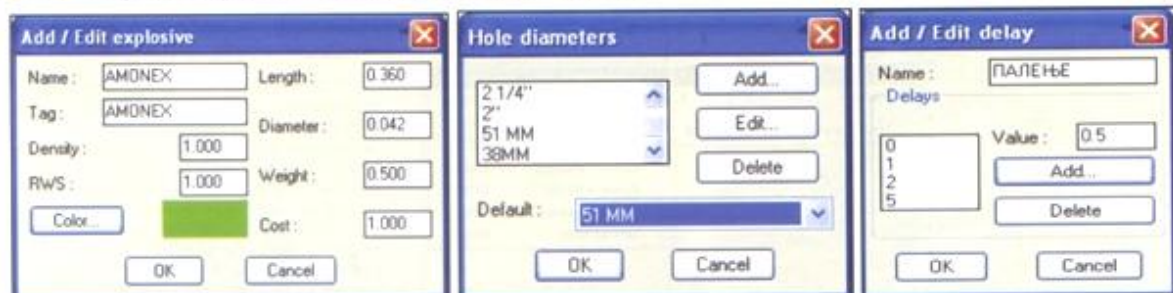 Add / Edit explosive
Name : AMONEX
Length : 0.360
Tag : AMONEX
Diameter : 0.042
Density : 1.000
RWS : 1.000
Weight : 0.500
Color...
Cost : 1.000
OK
Cancel
Hole diameters
2 1/4"
2"
51 MM
38MM
Add...
Edit...
Delete
Default : 51 MM
OK
Cancel
Add / Edit delay
Name : ПАЛЕЊЕ
Delays
0
1
2
5
Value : 0.5
Add...
Delete
OK
Cancel